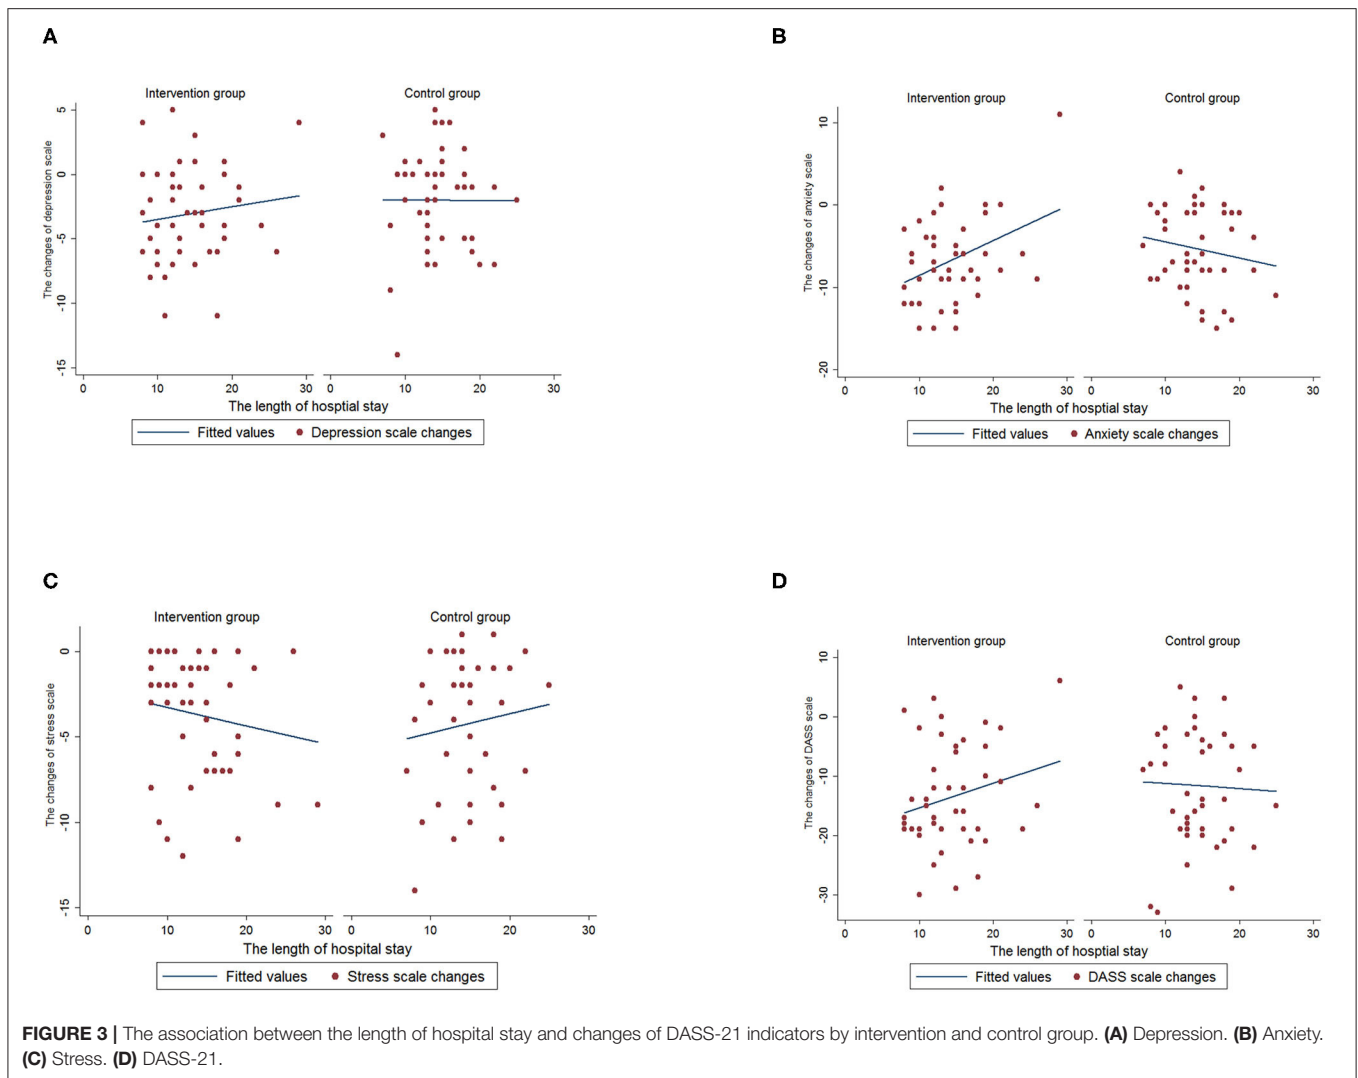 A
Intervention group
Control group
The changes of depression scale
5
0
-5
-10
-15
0 10 20 30 0 10 20 30
The length of hosptial stay
Fitted values Depression scale changes
B
Intervention group
Control group
The changes of anxiety scale
10
0
-10
-20
0 10 20 30 0 10 20 30
The length of hosptial stay
Fitted values Anxiety scale changes
C
Intervention group
Control group
The changes of stress scale
0
-5
-10
-15
0 10 20 30 0 10 20 30
The length of hospital stay
Fitted values Stress scale changes
D
Intervention group
Control group
The changes of DASS scale
10
0
-10
-20
-30
0 10 20 30 0 10 20 30
The length of hosptial stay
Fitted values DASS scale changes
FIGURE 3 | The association between the length of hospital stay and changes of DASS-21 indicators by intervention and control group. (A) Depression. (B) Anxiety.
(C) Stress. (D) DASS-21.